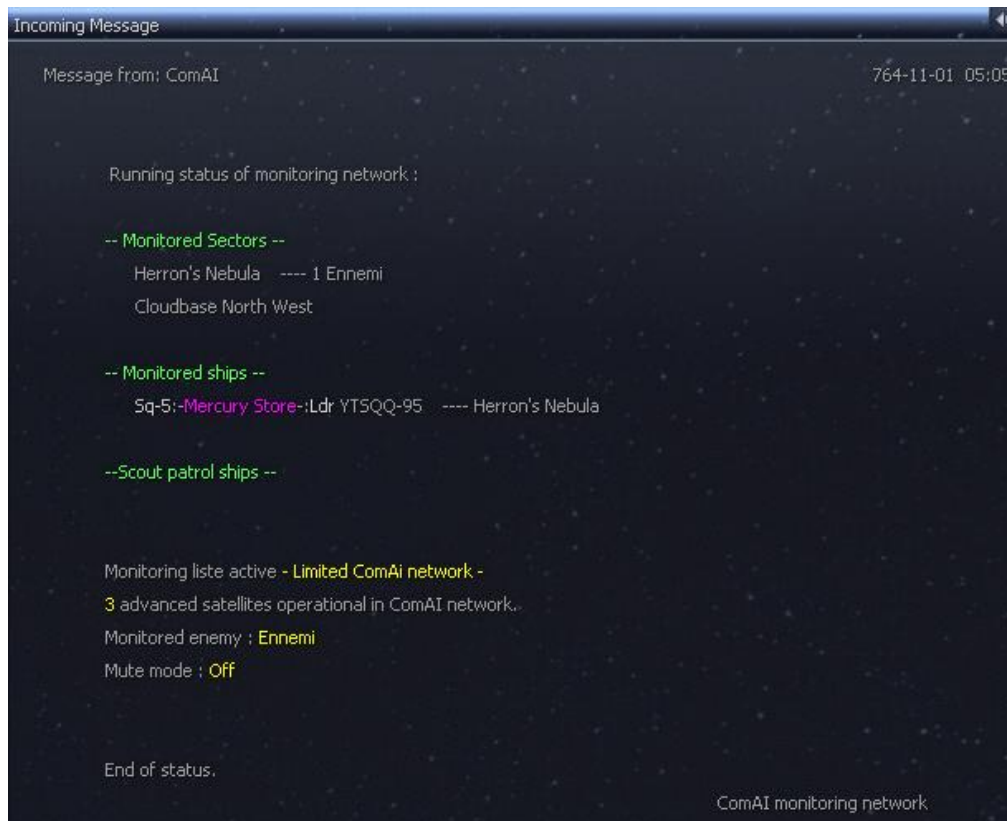 Incoming Message
Message from: ComAI 764-11-01 05:05
Running status of monitoring network :
-- Monitored Sectors --
Herron's Nebula ---- 1 Ennemi
Cloudbase North West
-- Monitored ships --
Sq-5:-Mercury Store-:Ldr YTSQQ-95 ---- Herron's Nebula
--Scout patrol ships --
Monitoring liste active - Limited ComAi network -
3 advanced satellites operational in ComAI network.
Monitored enemy : Ennemi
Mute mode : Off
End of status.
ComAI monitoring network